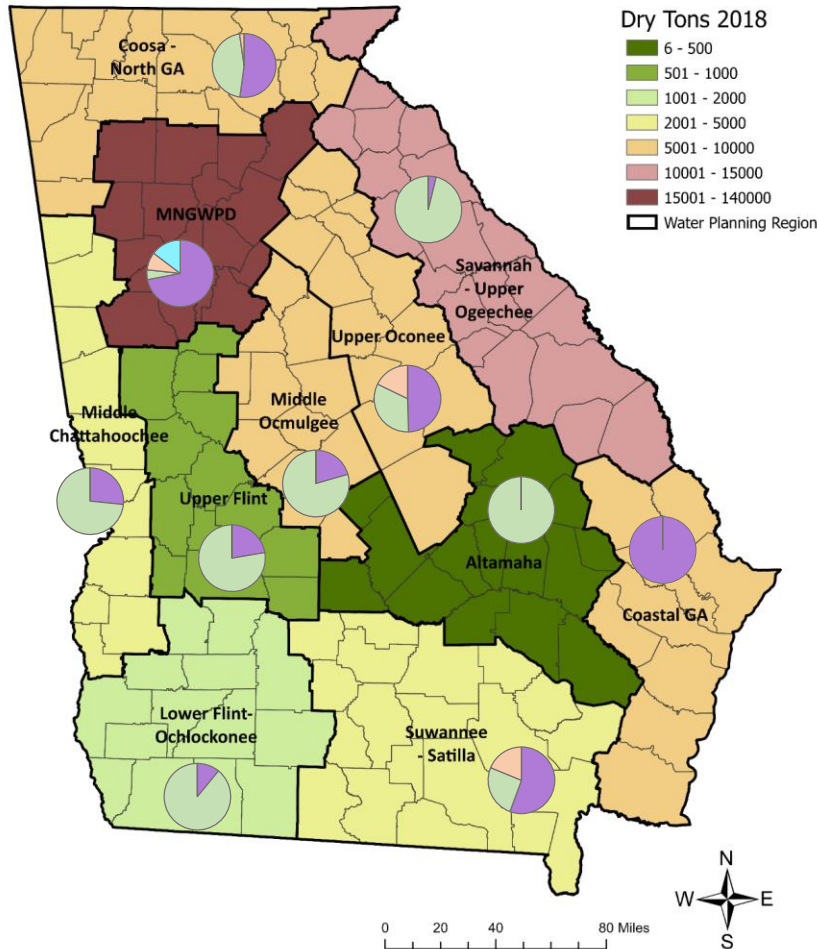 Dry Tons 2018
6 - 500
501 - 1000
1001 - 2000
2001 - 5000
5001 - 10000
10001 - 15000
15001 - 140000
Water Planning Region
Coosa -
North GA
MNGWPD
Savannah
- Upper
Ogeechee
Upper Oconee
Middle
Ocmulgee
Middle
Chattahoochee
Upper Flint
Altamaha
Coastal GA
Lower Flint-
Ochlockonee
Suwannee
- Satilla
N
W
E
S
0 20 40 80 Miles